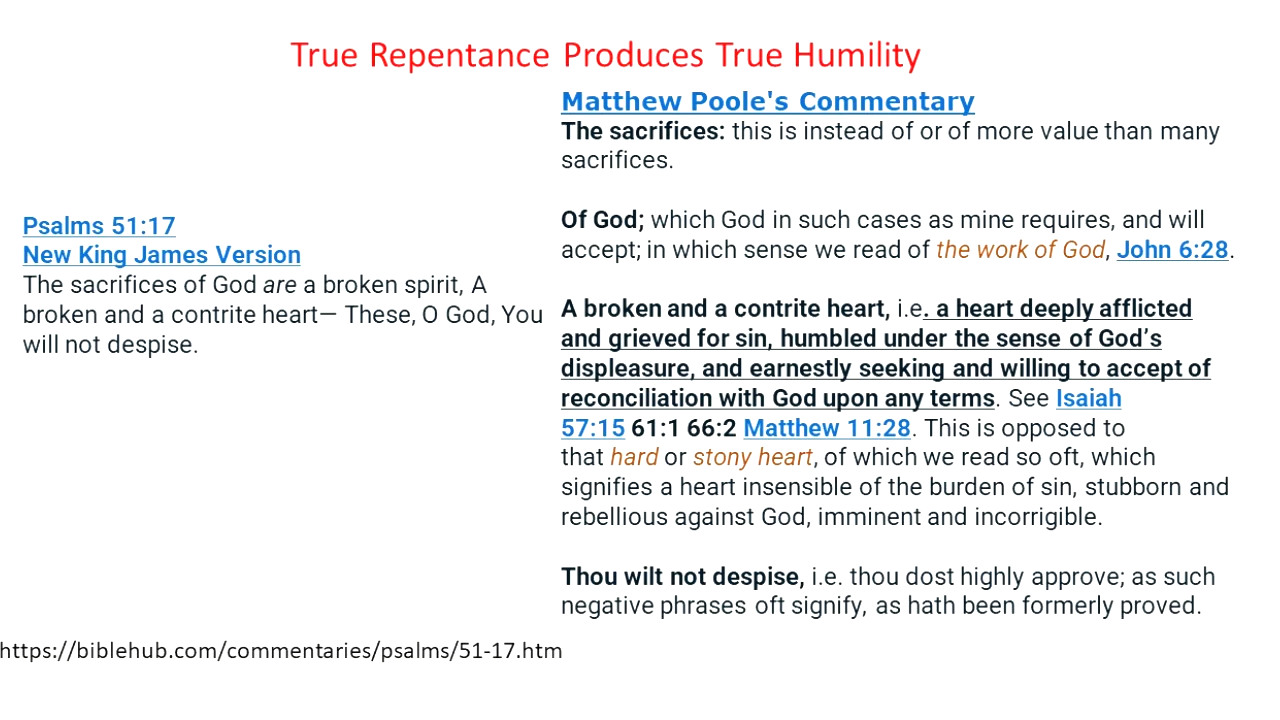 True Repentance Produces True Humility
Psalms 51:17
New King James Version
The sacrifices of God are a broken spirit, A
broken and a contrite heart— These, O God, You
will not despise.
Matthew Poole's Commentary
The sacrifices: this is instead of or of more value than many
sacrifices.
Of God; which God in such cases as mine requires, and will
accept; in which sense we read of the work of God, John 6:28.
A broken and a contrite heart, i.e. a heart deeply afflicted
and grieved for sin, humbled under the sense of God’s
displeasure, and earnestly seeking and willing to accept of
reconciliation with God upon any terms. See Isaiah
57:15 61:1 66:2 Matthew 11:28. This is opposed to
that hard or stony heart, of which we read so oft, which
signifies a heart insensible of the burden of sin, stubborn and
rebellious against God, imminent and incorrigible.
Thou wilt not despise, i.e. thou dost highly approve; as such
negative phrases oft signify, as hath been formerly proved.
https://biblehub.com/commentaries/psalms/51-17.htm